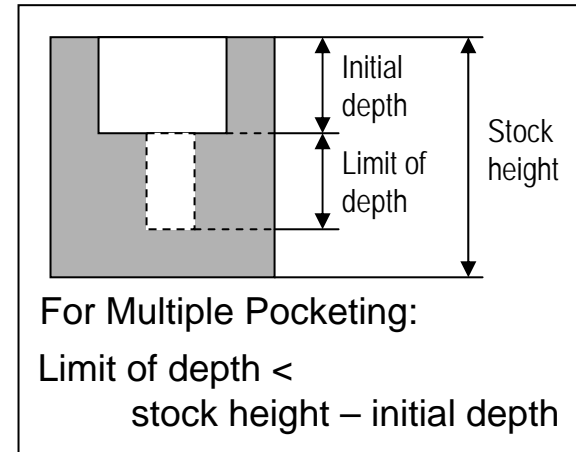 Initial
depth
Limit of
depth
Stock
height
For Multiple Pocketing:
Limit of depth <
stock height – initial depth